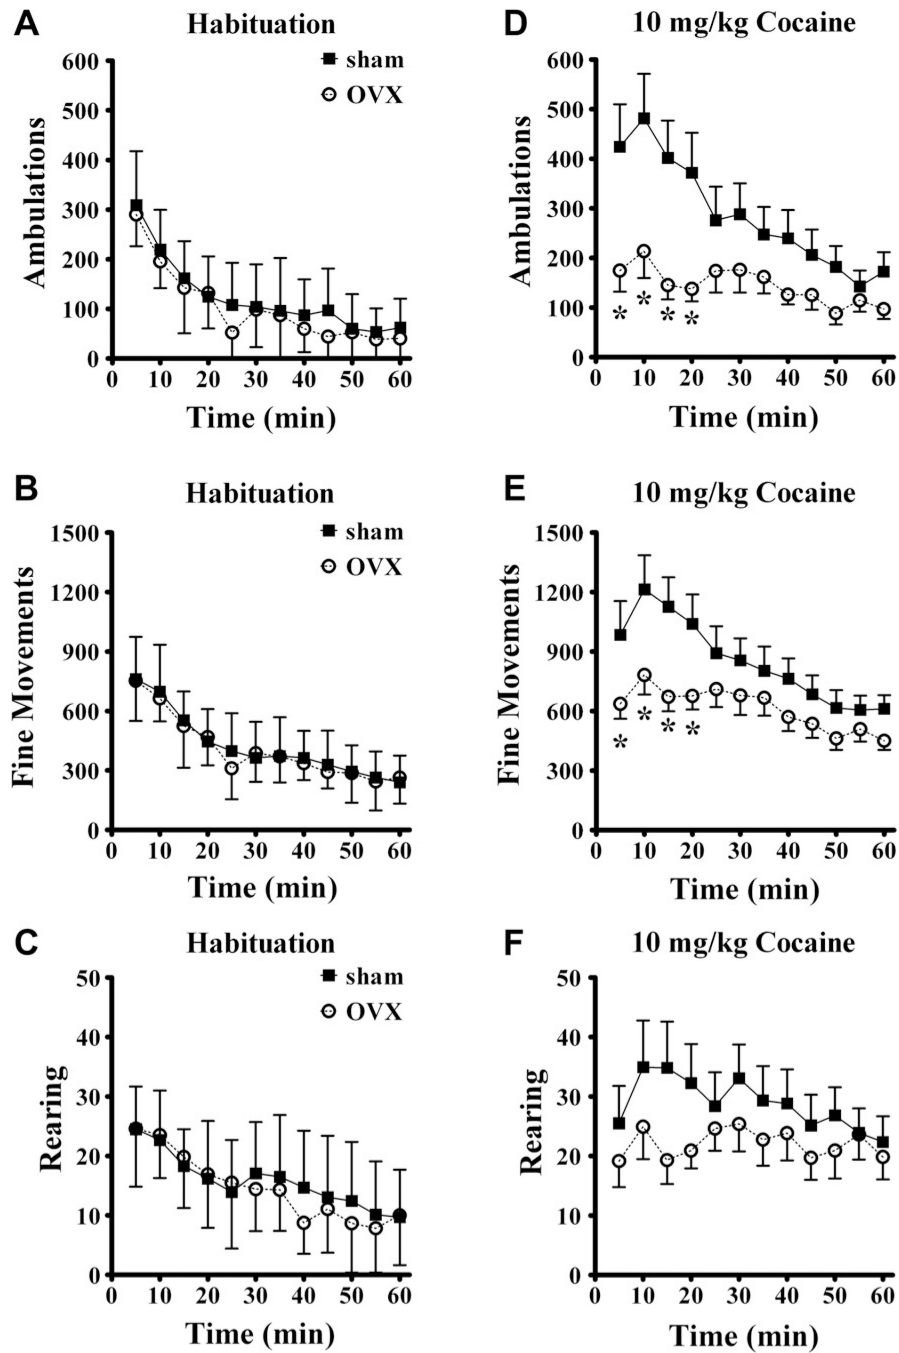 A Habituation
sham
OVX
600
500
400
300
200
100
0
Ambulations
0 10 20 30 40 50 60
Time (min)
D 10 mg/kg Cocaine
600
500
400
300
200
100
0
Ambulations
* * * *
0 10 20 30 40 50 60
Time (min)
B Habituation
sham
OVX
1500
1200
900
600
300
0
Fine Movements
0 10 20 30 40 50 60
Time (min)
E 10 mg/kg Cocaine
1500
1200
900
600
300
0
Fine Movements
* * * *
0 10 20 30 40 50 60
Time (min)
C Habituation
sham
OVX
50
40
30
20
10
0
Rearing
0 10 20 30 40 50 60
Time (min)
F 10 mg/kg Cocaine
50
40
30
20
10
0
Rearing
0 10 20 30 40 50 60
Time (min)